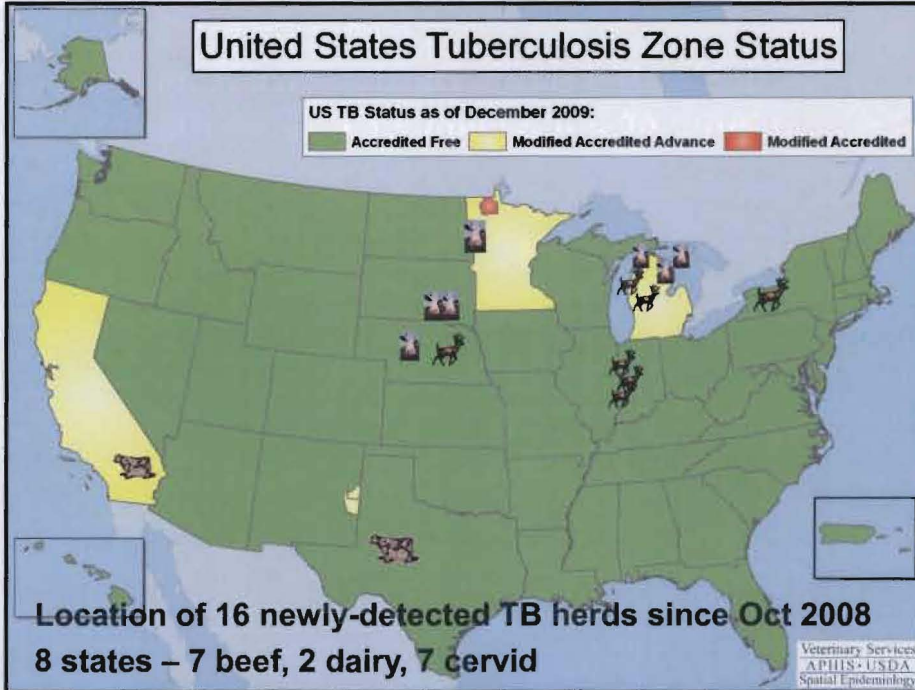 United States Tuberculosis Zone Status
US TB Status as of December 2009:
Accredited Free Modified Accredited Advance Modified Accredited
Location of 16 newly-detected TB herds since Oct 2008
8 states – 7 beef, 2 dairy, 7 cervid
Veterinary Services
APHIS • USDA
Spatial Epidemiology